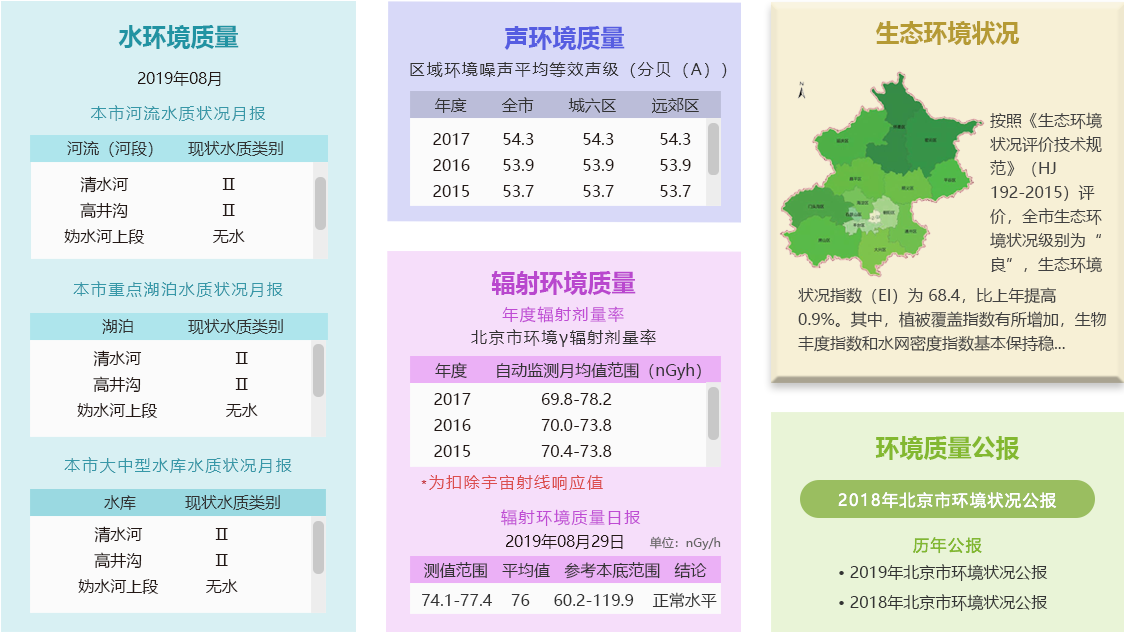 水环境质量
2019年08月
本市河流水质状况月报
河流（河段） 现状水质类别
清水河 Ⅱ
高井沟 Ⅱ
妫水河上段 无水
本市重点湖泊水质状况月报
湖泊 现状水质类别
清水河 Ⅱ
高井沟 Ⅱ
妫水河上段 无水
本市大中型水库水质状况月报
水库 现状水质类别
清水河 Ⅱ
高井沟 Ⅱ
妫水河上段 无水
声环境质量
区域环境噪声平均等效声级（分贝（A））
年度 全市 城六区 远郊区
2017 54.3 54.3 54.3
2016 53.9 53.9 53.9
2015 53.7 53.7 53.7
辐射环境质量
年度辐射剂量率
北京市环境γ辐射剂量率
年度 自动监测月均值范围（nGyh）
2017 69.8-78.2
2016 70.0-73.8
2015 70.4-73.8
*为扣除宇宙射线响应值
辐射环境质量日报
2019年08月29日 单位：nGy/h
测值范围 平均值 参考本底范围 结论
74.1-77.4 76 60.2-119.9 正常水平
生态环境状况
N
按照《生态环境
状况评价技术规
范》（HJ
192-2015）评
价，全市生态环
境状况级别为“
良”，生态环境
状况指数（EI）为 68.4，比上年提高
0.9%。其中，植被覆盖指数有所增加，生物
丰度指数和水网密度指数基本保持稳...
环境质量公报
2018年北京市环境状况公报
历年公报
• 2019年北京市环境状况公报
• 2018年北京市环境状况公报